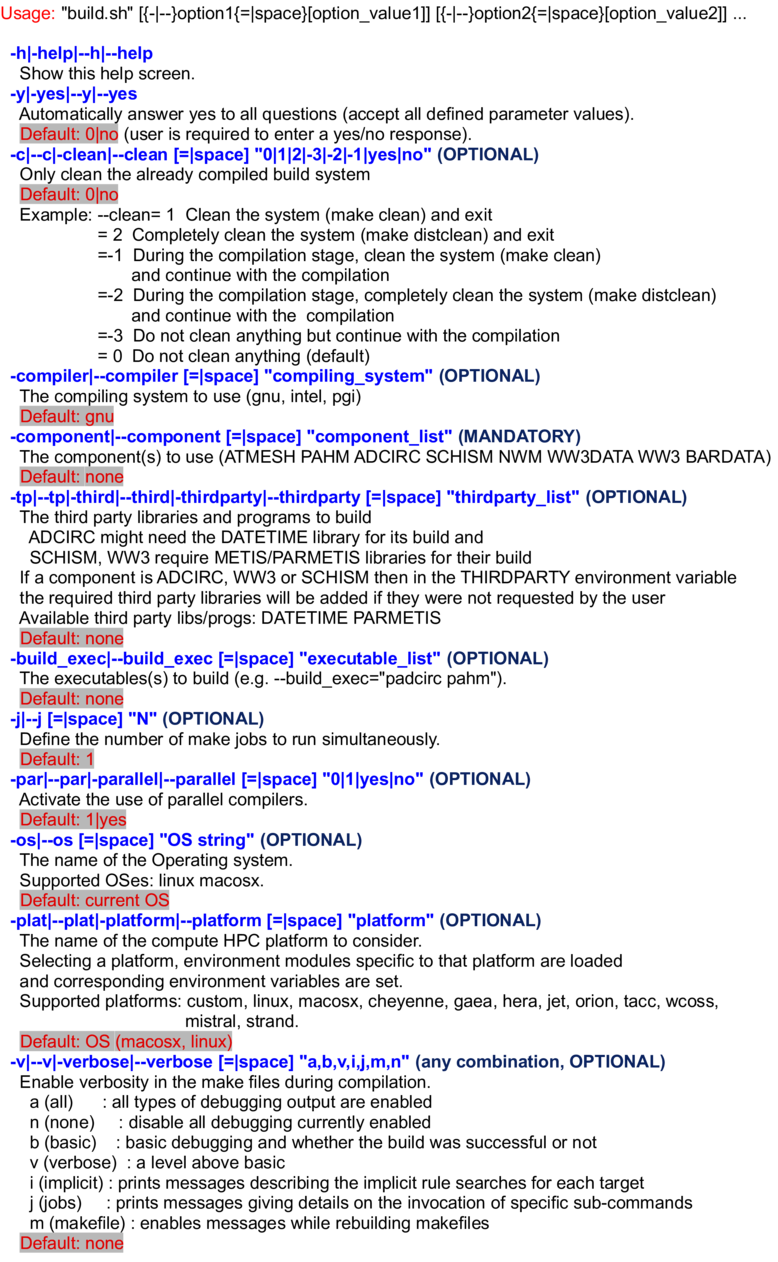 Usage: "build.sh" [{-|--}option1{=|space}[option_value1]] [{-|--}option2{=|space}[option_value2]] ...
-h|-help|--h|--help
Show this help screen.
-y|-yes|--y|--yes
Automatically answer yes to all questions (accept all defined parameter values).
Default: 0|no (user is required to enter a yes/no response).
-c|--c|-clean|--clean [=|space] "0|1|2|-3|-2|-1|yes|no" (OPTIONAL)
Only clean the already compiled build system
Default: 0|no
Example: --clean= 1 Clean the system (make clean) and exit
= 2 Completely clean the system (make distclean) and exit
=-1 During the compilation stage, clean the system (make clean)
and continue with the compilation
=-2 During the compilation stage, completely clean the system (make distclean)
and continue with the compilation
=-3 Do not clean anything but continue with the compilation
= 0 Do not clean anything (default)
-compiler|--compiler [=|space] "compiling_system" (OPTIONAL)
The compiling system to use (gnu, intel, pgi)
Default: gnu
-component|--component [=|space] "component_list" (MANDATORY)
The component(s) to use (ATMESH PAHM ADCIRC SCHISM NWM WW3DATA WW3 BARDATA)
Default: none
-tp|--tp|-third|--third|-thirdparty|--thirdparty [=|space] "thirdparty_list" (OPTIONAL)
The third party libraries and programs to build
ADCIRC might need the DATETIME library for its build and
SCHISM, WW3 require METIS/PARMETIS libraries for their build
If a component is ADCIRC, WW3 or SCHISM then in the THIRDPARTY environment variable
the required third party libraries will be added if they were not requested by the user
Available third party libs/progs: DATETIME PARMETIS
Default: none
-build_exec|--build_exec [=|space] "executable_list" (OPTIONAL)
The executables(s) to build (e.g. --build_exec="padcirc pahm").
Default: none
-j|--j [=|space] "N" (OPTIONAL)
Define the number of make jobs to run simultaneously.
Default: 1
-par|--par|-parallel|--parallel [=|space] "0|1|yes|no" (OPTIONAL)
Activate the use of parallel compilers.
Default: 1|yes
-os|--os [=|space] "OS string" (OPTIONAL)
The name of the Operating system.
Supported OSes: linux macosx.
Default: current OS
-plat|--plat|-platform|--platform [=|space] "platform" (OPTIONAL)
The name of the compute HPC platform to consider.
Selecting a platform, environment modules specific to that platform are loaded
and corresponding environment variables are set.
Supported platforms: custom, linux, macosx, cheyenne, gaea, hera, jet, orion, tacc, wcoss,
mistral, strand.
Default: OS (macosx, linux)
-v|--v|-verbose|--verbose [=|space] "a,b,v,i,j,m,n" (any combination, OPTIONAL)
Enable verbosity in the make files during compilation.
a (all) : all types of debugging output are enabled
n (none) : disable all debugging currently enabled
b (basic) : basic debugging and whether the build was successful or not
v (verbose) : a level above basic
i (implicit) : prints messages describing the implicit rule searches for each target
j (jobs) : prints messages giving details on the invocation of specific sub-commands
m (makefile) : enables messages while rebuilding makefiles
Default: none